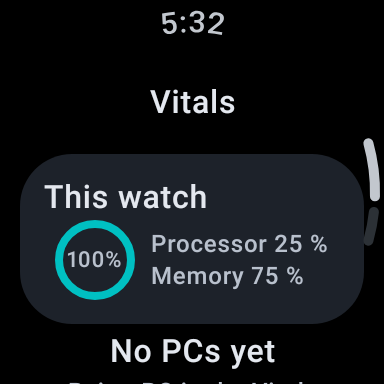 5:32
Vitals
This watch
100%
Processor 25 %
Memory 75 %
No PCs yet